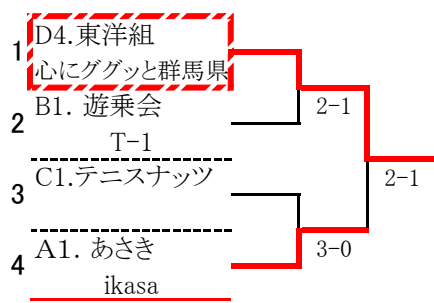 1
D4.東洋組
心にググッと群馬県
2
B1. 遊乗会
T-1
3
C1.テニスナッツ
4
A1. あさき
ikasa
2-1
3-0
2-1